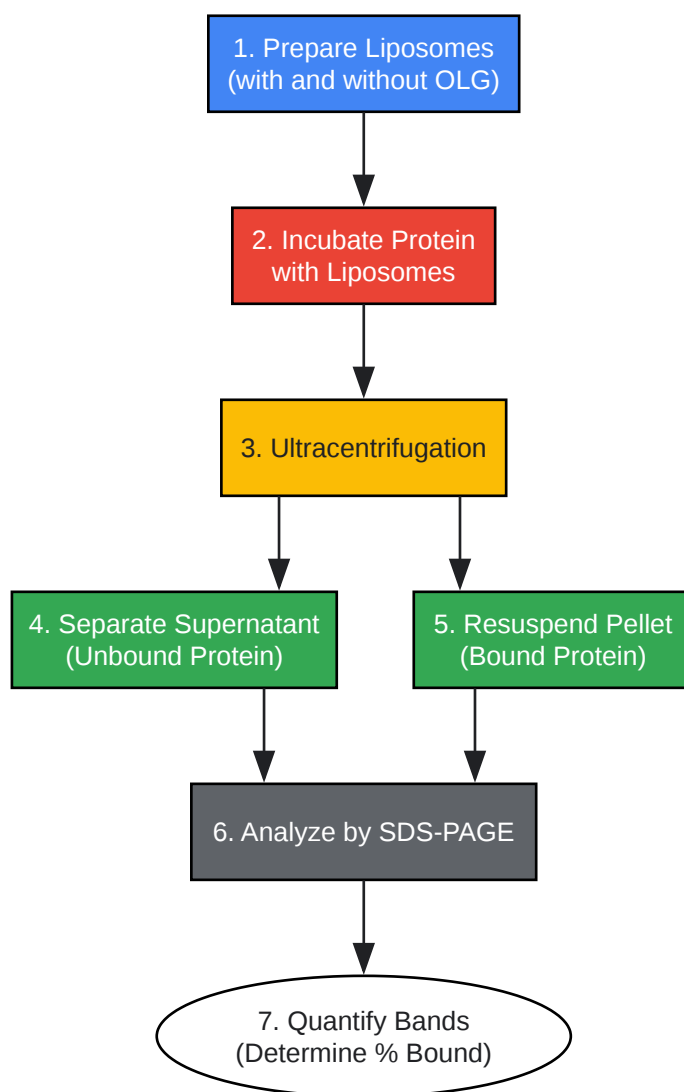 1. Prepare Liposomes
(with and without OLG)
2. Incubate Protein
with Liposomes
3. Ultracentrifugation
4. Separate Supernatant
(Unbound Protein)
5. Resuspend Pellet
(Bound Protein)
6. Analyze by SDS-PAGE
7. Quantify Bands
(Determine % Bound)